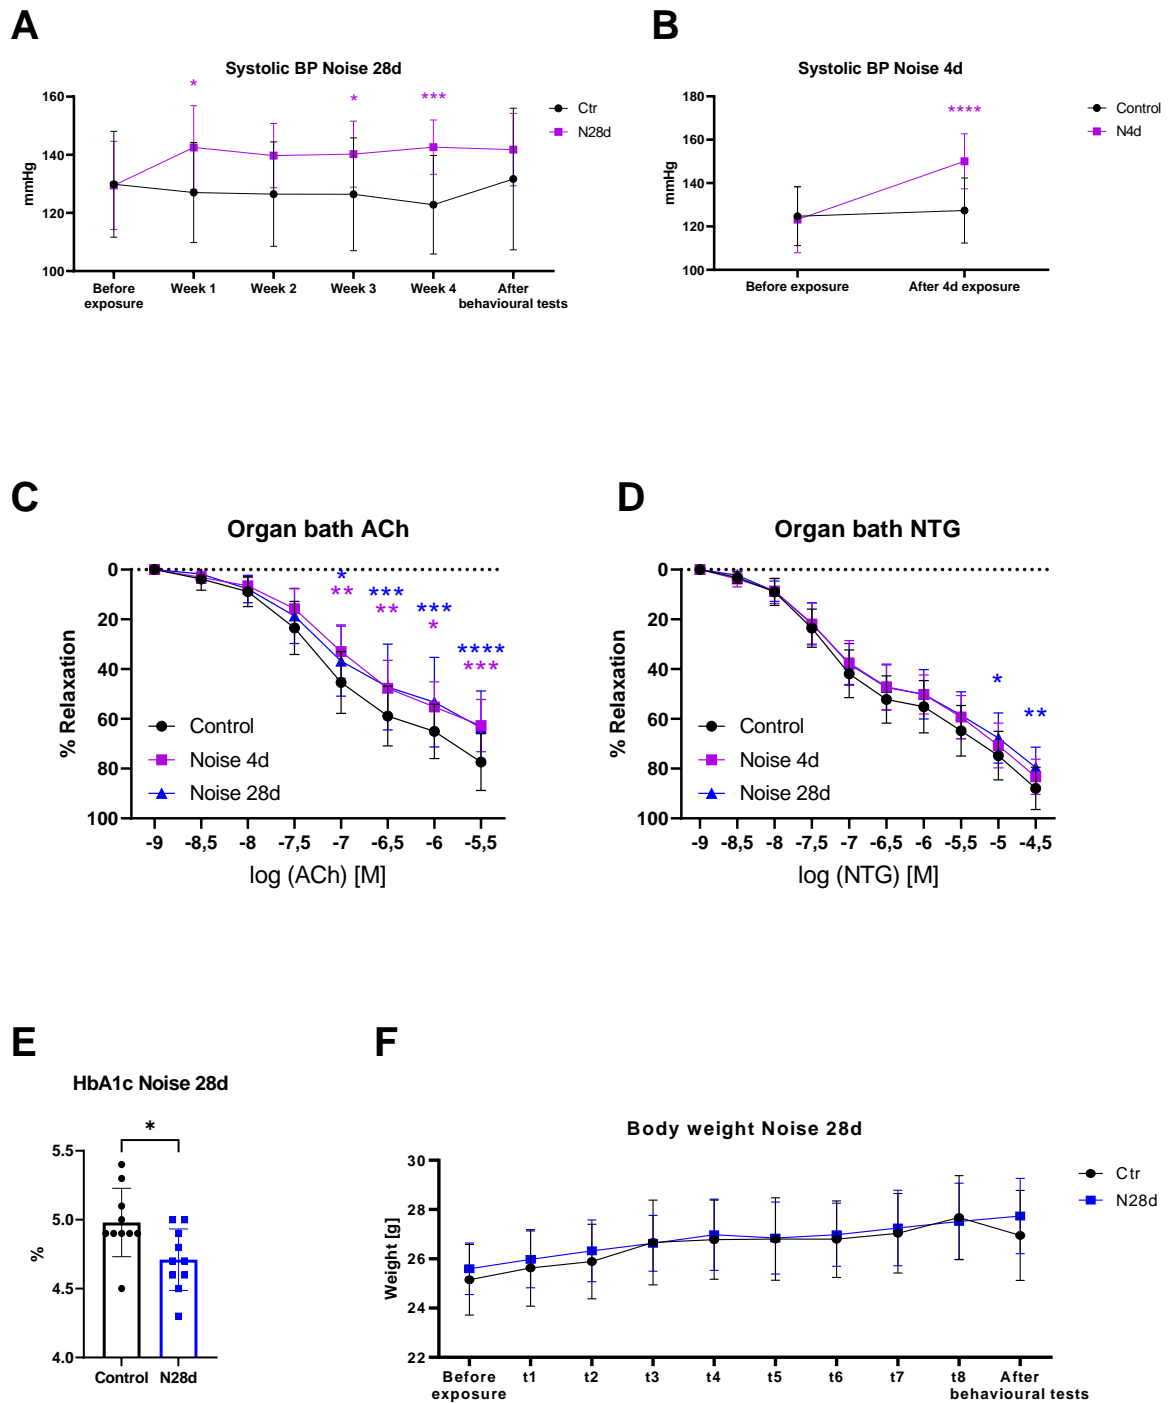 A
Systolic BP Noise 28d
mmHg
160
140
120
100
*
*
***
Ctr
N28d
Before exposure
Week 1
Week 2
Week 3
Week 4
After behavioural tests
B
Systolic BP Noise 4d
mmHg
180
160
140
120
100
****
Control
N4d
Before exposure
After 4d exposure
C
Organ bath ACh
% Relaxation
0
20
40
60
80
100
*
**
***
**
***
*
****
***
Control
Noise 4d
Noise 28d
-9
-8,5
-8
-7,5
-7
-6,5
-6
-5,5
log (ACh) [M]
D
Organ bath NTG
% Relaxation
0
20
40
60
80
100
*
**
Control
Noise 4d
Noise 28d
-9
-8,5
-8
-7,5
-7
-6,5
-6
-5,5
-5
-4,5
log (NTG) [M]
E
HbA1c Noise 28d
%
5.5
5.0
4.5
4.0
*
Control
N28d
F
Body weight Noise 28d
Weight [g]
30
28
26
24
22
Ctr
N28d
Before exposure
t1
t2
t3
t4
t5
t6
t7
t8
After behavioural tests